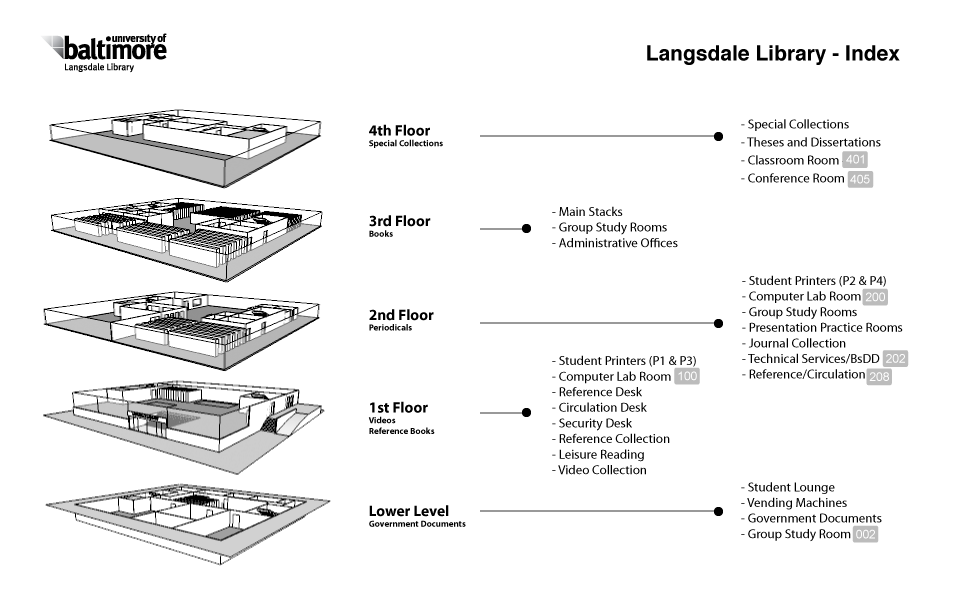 university of
baltimore
Langsdale Library
Langsdale Library - Index
4th Floor
Special Collections
- Special Collections
- Theses and Dissertations
- Classroom Room 401
- Conference Room 405
3rd Floor
Books
- Main Stacks
- Group Study Rooms
- Administrative Offices
2nd Floor
Periodicals
- Student Printers (P2 & P4)
- Computer Lab Room 200
- Group Study Rooms
- Presentation Practice Rooms
- Journal Collection
- Technical Services/BsDD 202
- Reference/Circulation 208
1st Floor
Videos
Reference Books
- Student Printers (P1 & P3)
- Computer Lab Room 100
- Reference Desk
- Circulation Desk
- Security Desk
- Reference Collection
- Leisure Reading
- Video Collection
Lower Level
Government Documents
- Student Lounge
- Vending Machines
- Government Documents
- Group Study Room 002